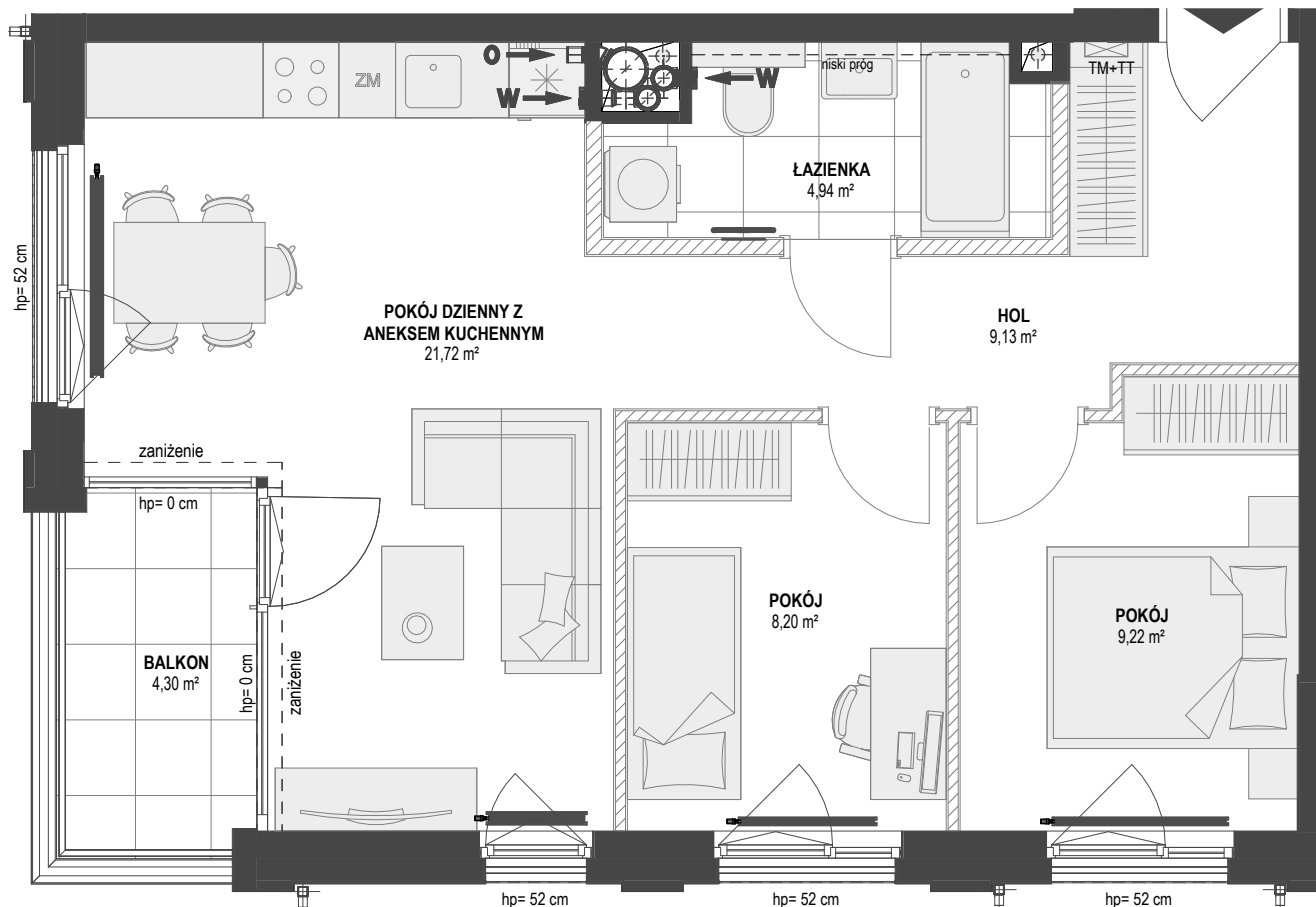 ZM
O
W
W
niski próg
TM+TT
ŁAZIENKA
4,94 m²
hp= 52 cm
POKÓJ DZIENNY Z
ANEKSEM KUCHENNYM
21,72 m²
HOL
9,13 m²
zaniżenie
hp= 0 cm
BALKON
4,30 m²
hp= 0 cm
zaniżenie
POKÓJ
8,20 m²
POKÓJ
9,22 m²
hp= 52 cm
hp= 52 cm
hp= 52 cm